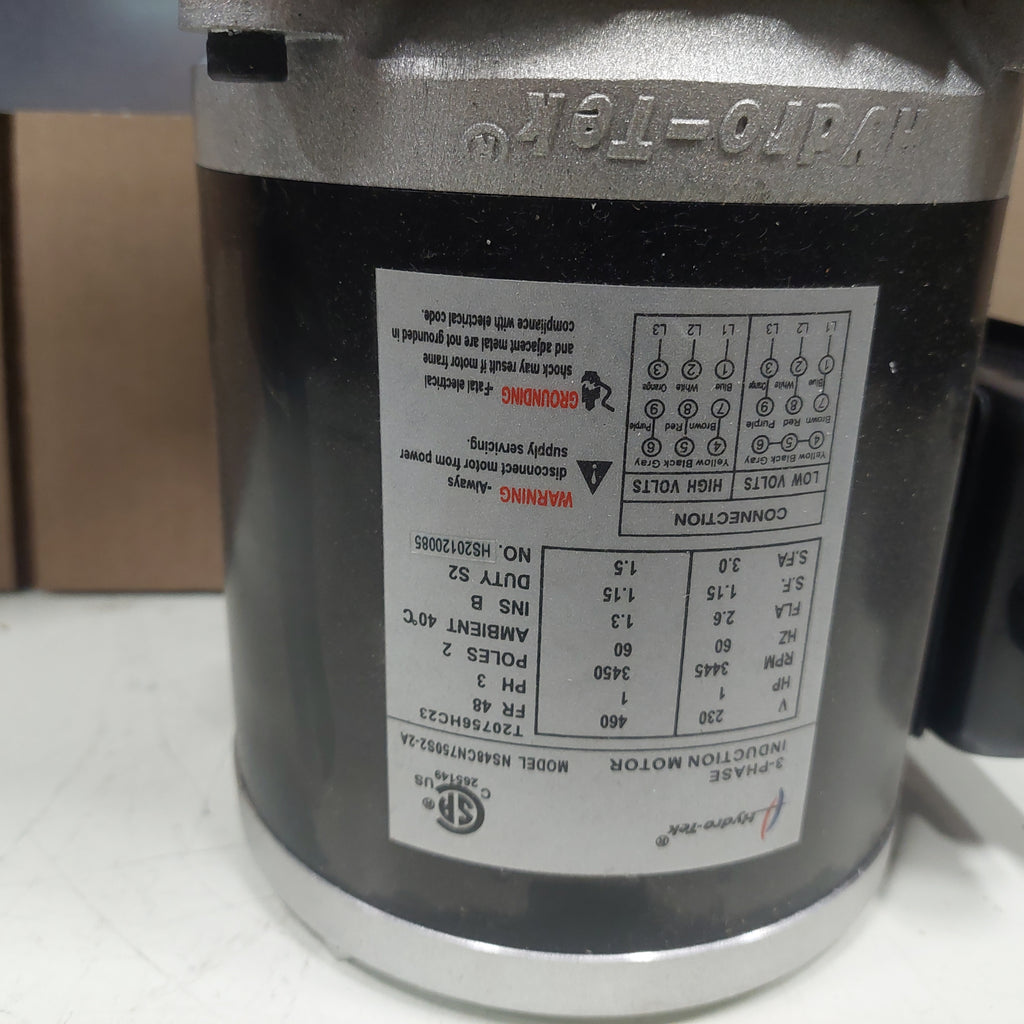 Hydro-Tek®
Hydro-Tek®
SA®
C US
265149
3-PHASE
INDUCTION MOTOR
MODEL NS48CN750S2-2A
T20756HC23
V 230 460
HP 1 1
RPM 3445 3450
HZ 60 60
FLA 2.6 1.3
S.F. 1.15 1.15
S.FA 3.0 1.5
FR 48
PH 3
POLES 2
AMBIENT 40℃
INS B
DUTY S2
NO. HS20120085
CONNECTION
LOW VOLTS HIGH VOLTS
Yellow Black Gray Yellow Black Gray
4 5 6 4 5 6
Brown Red Purple Brown Red Purple
7 8 9 7 8 9
Blue White Orange Blue White Orange
1 2 3 1 2 3
L1 L2 L3 L1 L2 L3
WARNING -Always
disconnect motor from power
supply servicing.
GROUNDING -Fatal electrical
shock may result if motor frame
and adjacent metal are not grounded in
compliance with electrical code.